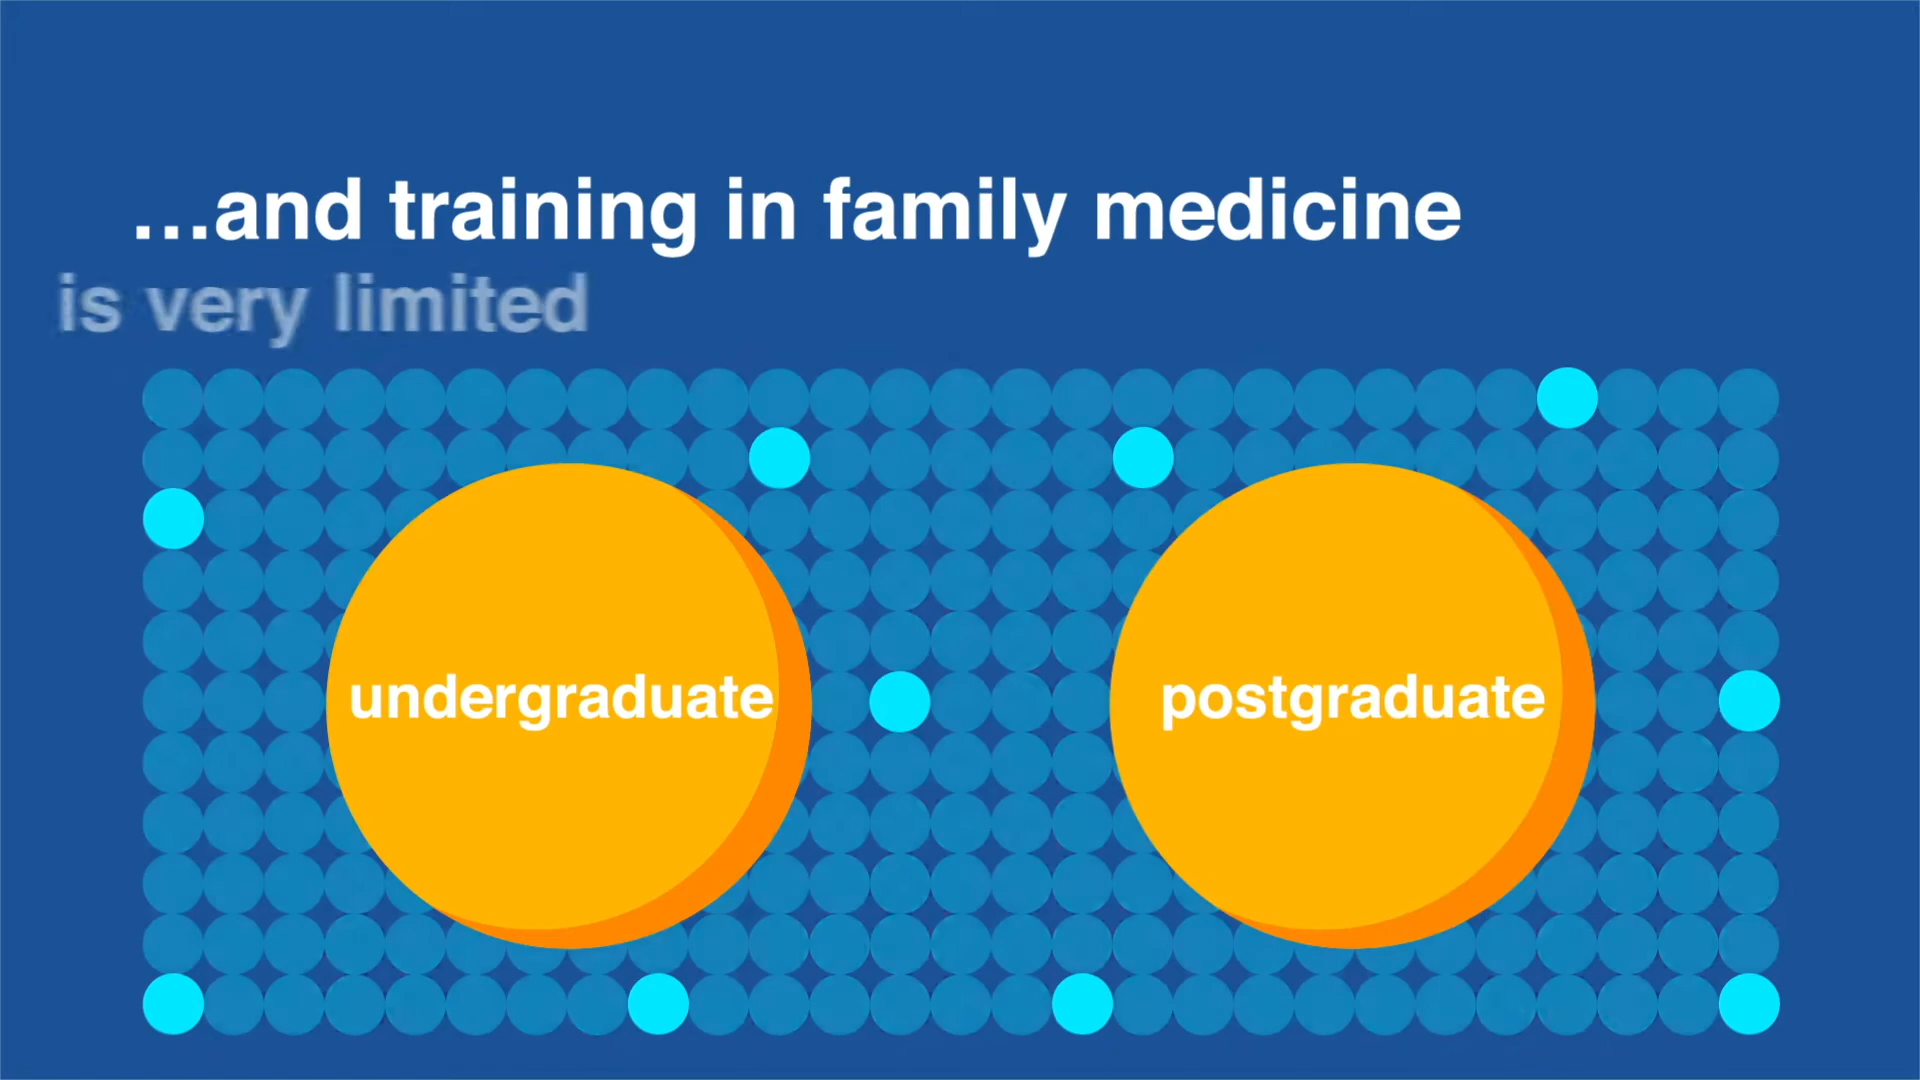 …and training in family medicine
is very limited
undergraduate
postgraduate